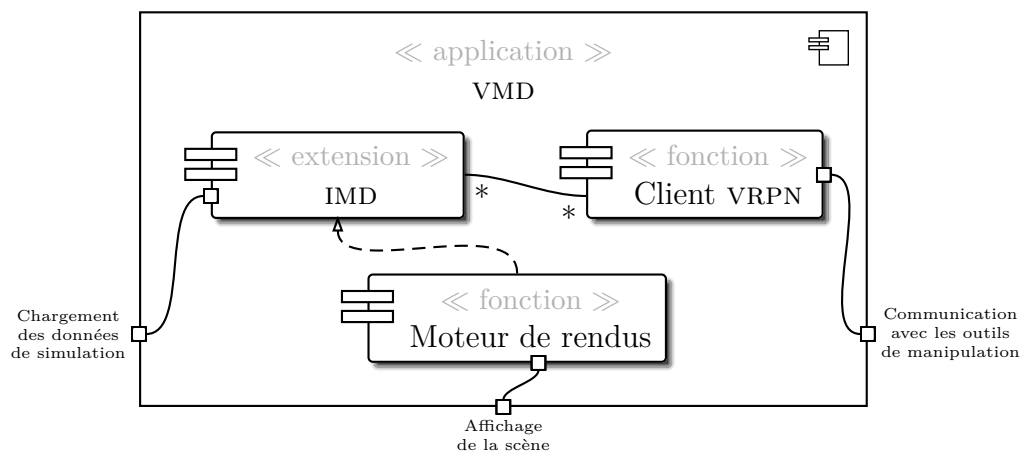 ≪ application ≫
VMD
≪ extension ≫
IMD
*
≪ fonction ≫
Client VRPN
*
≪ fonction ≫
Moteur de rendus
Chargement
des données
de simulation
Communication
avec les outils
de manipulation
Affichage
de la scène